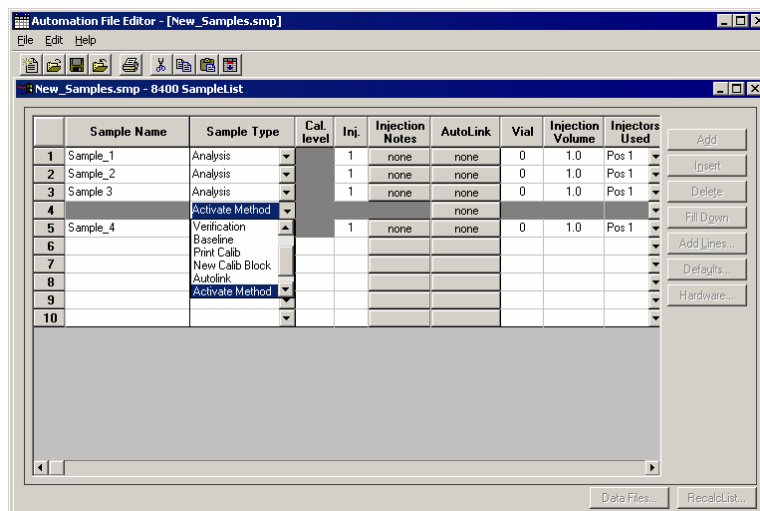 Automation File Editor - [New_Samples.smp]
File Edit Help
New_Samples.smp - 8400 SampleList
Sample Name Sample Type Cal. level Inj. Injection Notes AutoLink Vial Injection Volume Injectors Used
1 Sample_1 Analysis 1 none none 0 1.0 Pos 1
2 Sample_2 Analysis 1 none none 0 1.0 Pos 1
3 Sample 3 Analysis 1 none none 0 1.0 Pos 1
4 Activate Method none
5 Sample_4 1 none none 0 1.0 Pos 1
6
7
8
9
10
Verification
Baseline
Print Calib
New Calib Block
Autolink
Activate Method
Add
Insert
Delete
Fill Down
Add Lines...
Defaults...
Hardware...
Data Files...
RecalcList...